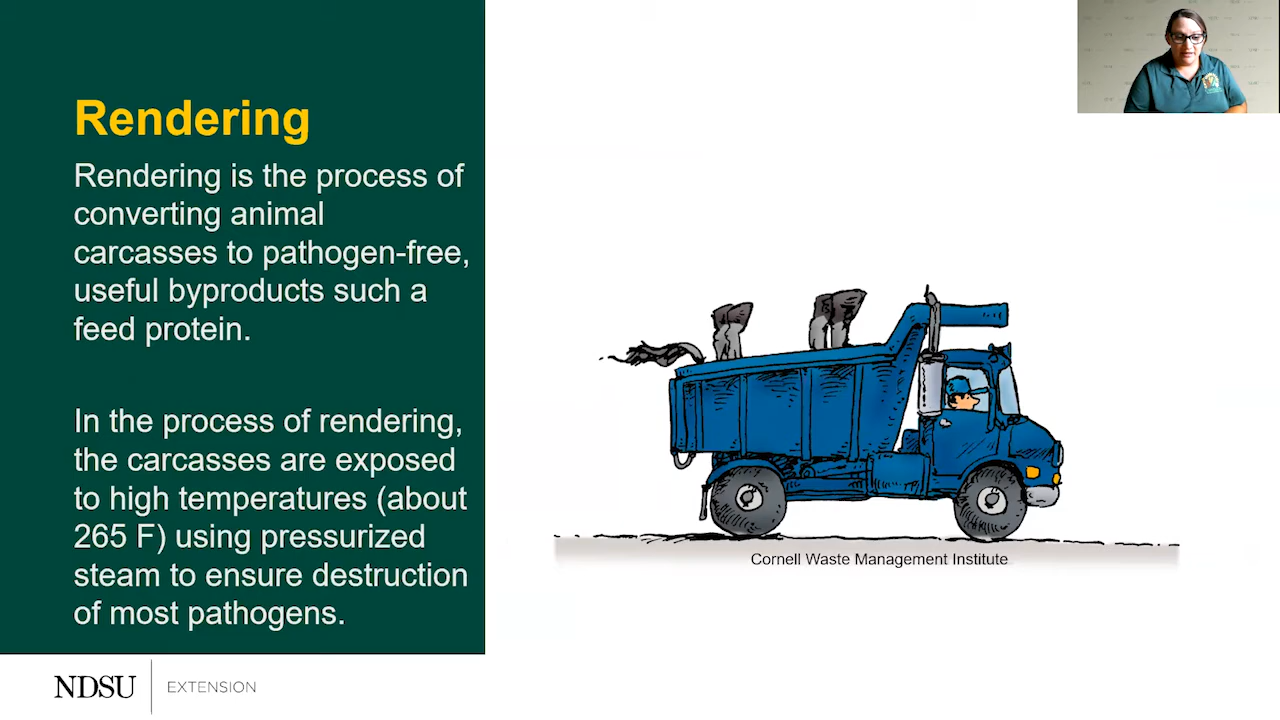 Rendering
Rendering is the process of
converting animal
carcasses to pathogen-free,
useful byproducts such a
feed protein.
In the process of rendering,
the carcasses are exposed
to high temperatures (about
265 F) using pressurized
steam to ensure destruction
of most pathogens.
Cornell Waste Management Institute
NDSU
EXTENSION